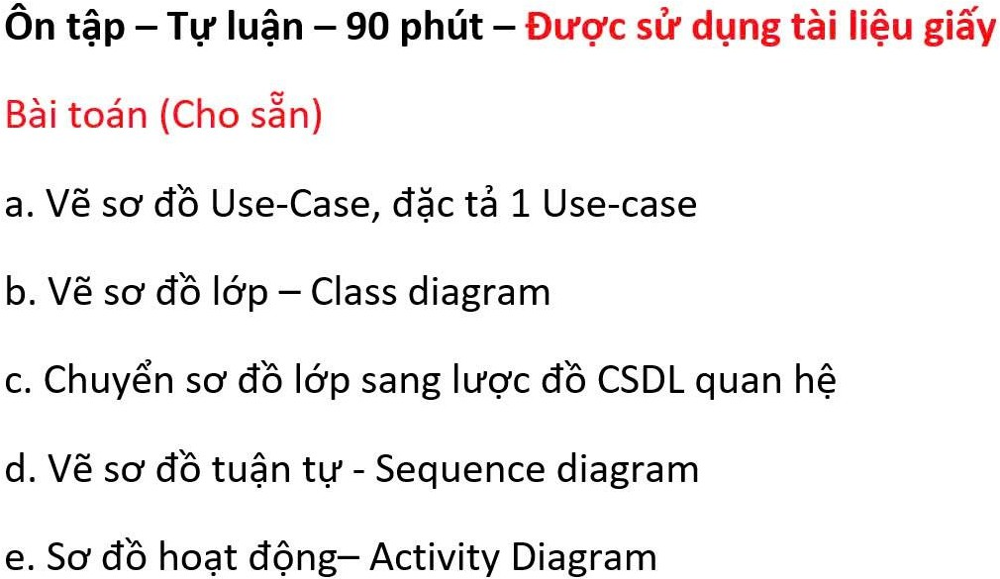 Ôn tập – Tự luận – 90 phút – Được sử dụng tài liệu giấy
Bài toán (Cho sẵn)
a. Vẽ sơ đồ Use-Case, đặc tả 1 Use-case
b. Vẽ sơ đồ lớp – Class diagram
c. Chuyển sơ đồ lớp sang lược đồ CSDL quan hệ
d. Vẽ sơ đồ tuận tự - Sequence diagram
e. Sơ đồ hoạt động– Activity Diagram